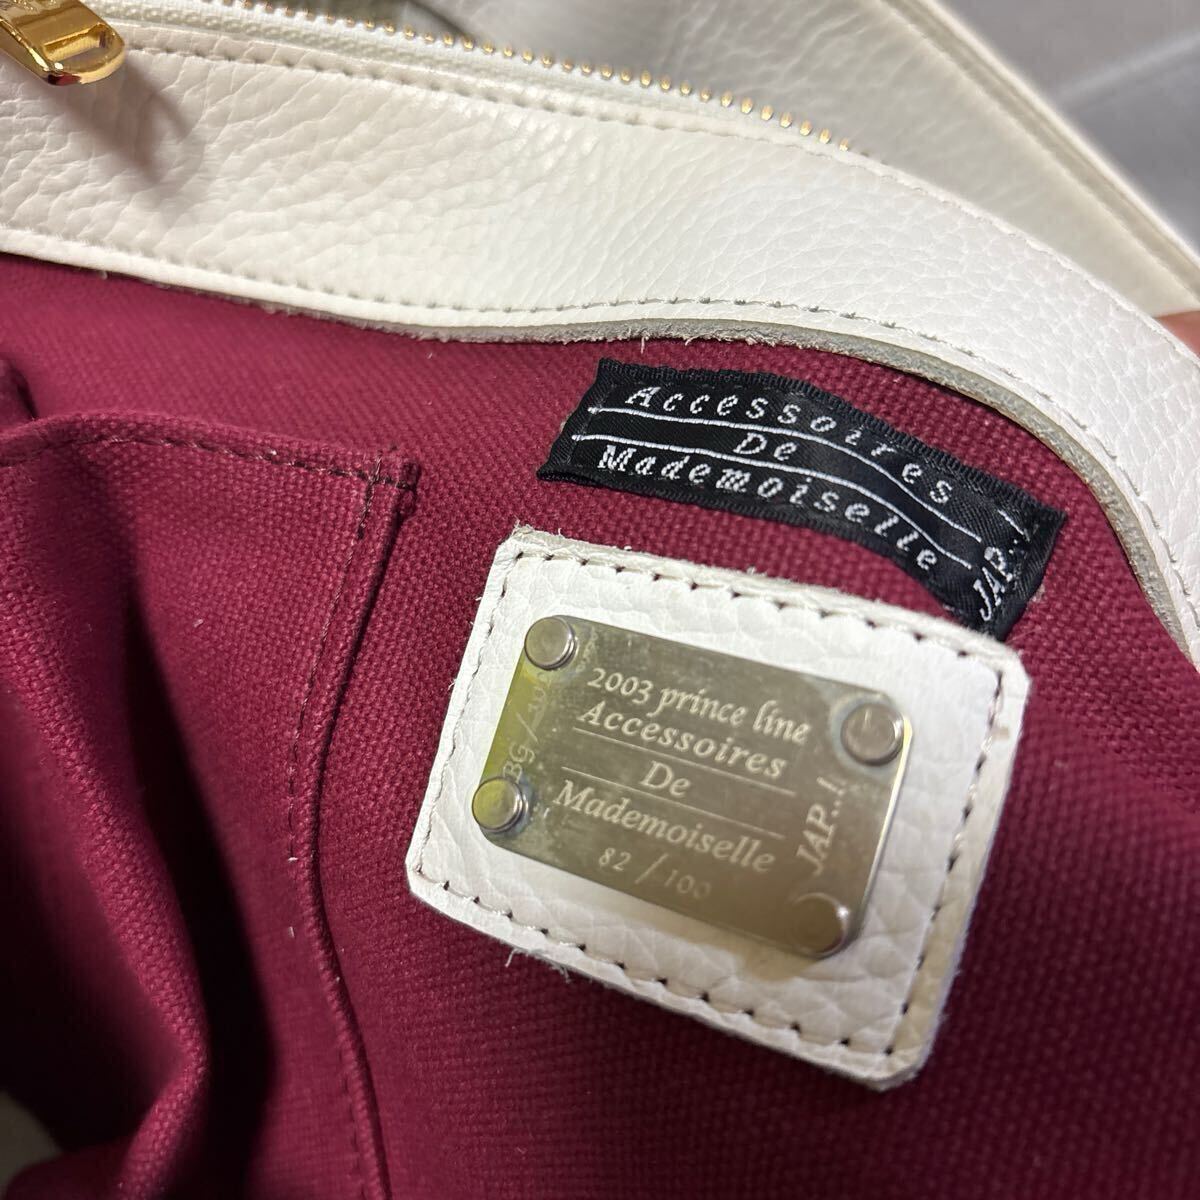 Accessoires
De
Mademoiselle
JAP..!
2003 prince line
Accessoires
De
Mademoiselle
82/100
JAP..!